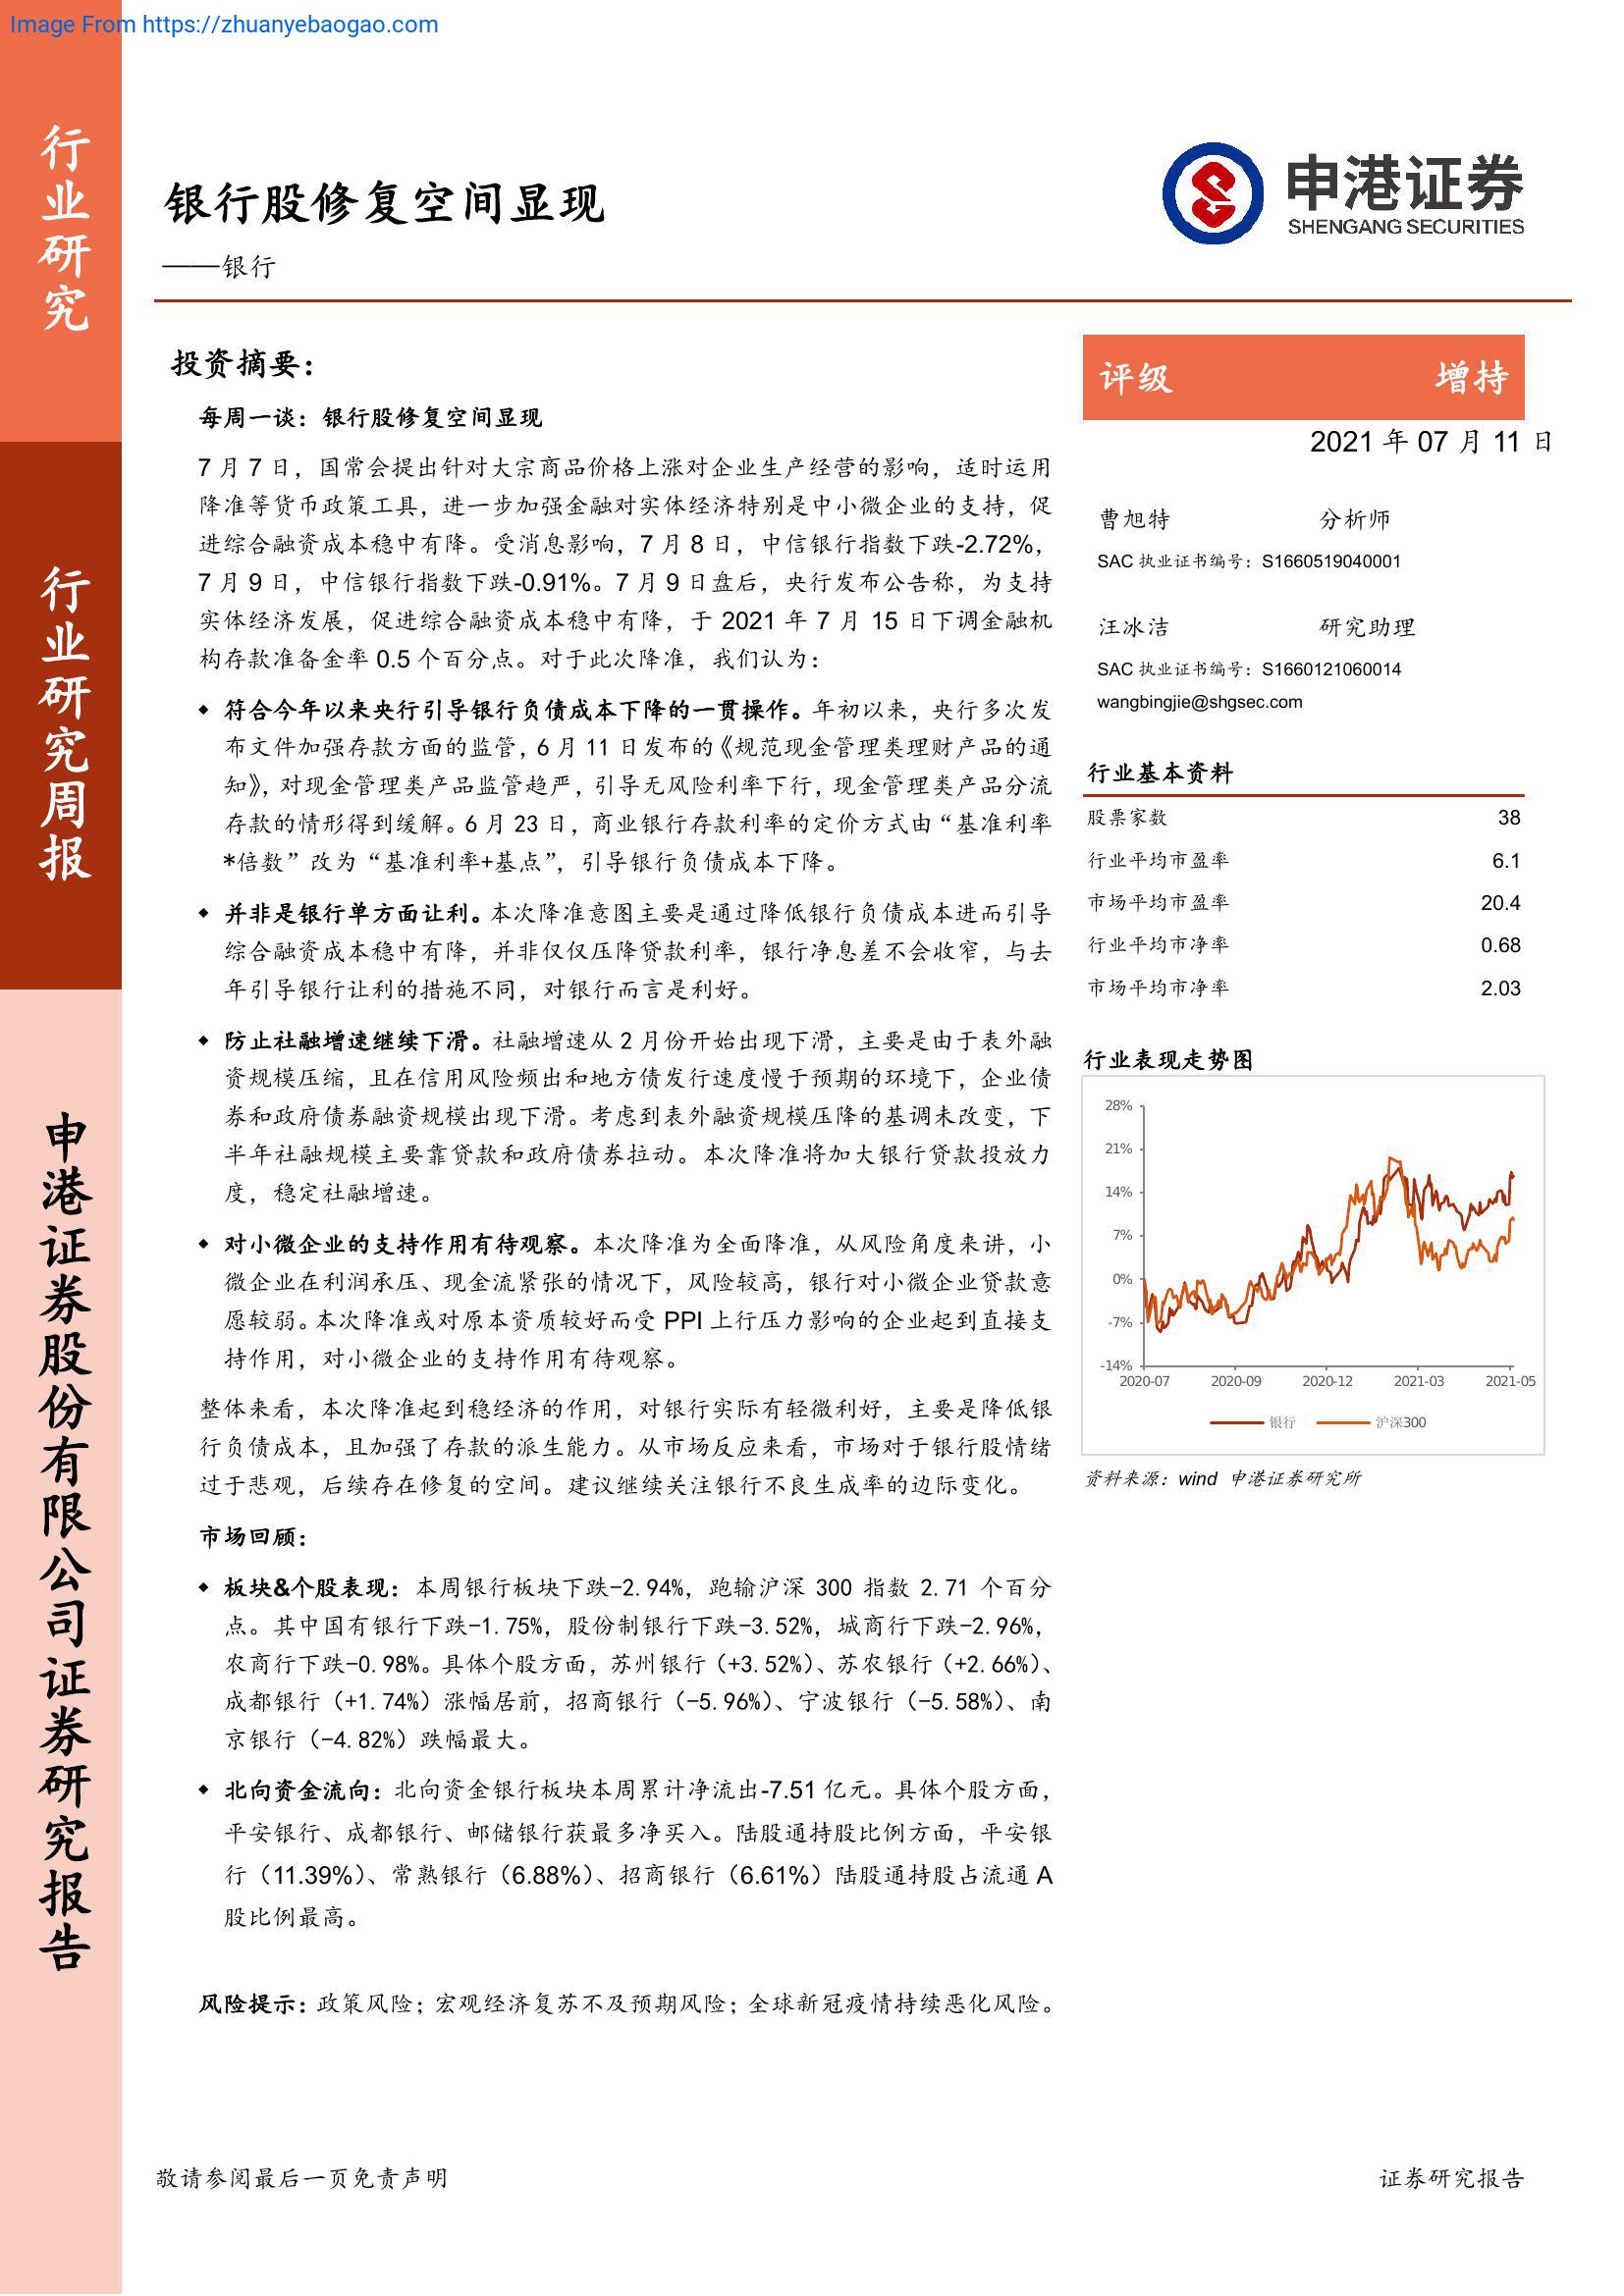 Image From https://zhuanyebaogao.com
行业研究
行业研究周报
申港证券股份有限公司证券研究报告
银行股修复空间显现
——银行
申港证券
SHENGANG SECURITIES
投资摘要：
每周一谈：银行股修复空间显现
7 月 7 日，国常会提出针对大宗商品价格上涨对企业生产经营的影响，适时运用
降准等货币政策工具，进一步加强金融对实体经济特别是中小微企业的支持，促
进综合融资成本稳中有降。受消息影响，7 月 8 日，中信银行指数下跌-2.72%，
7 月 9 日，中信银行指数下跌-0.91%。7 月 9 日盘后，央行发布公告称，为支持
实体经济发展，促进综合融资成本稳中有降，于 2021 年 7 月 15 日下调金融机
构存款准备金率 0.5 个百分点。对于此次降准，我们认为：
◆ 符合今年以来央行引导银行负债成本下降的一贯操作。年初以来，央行多次发
布文件加强存款方面的监管，6 月 11 日发布的《规范现金管理类理财产品的通
知》，对现金管理类产品监管趋严，引导无风险利率下行，现金管理类产品分流
存款的情形得到缓解。6 月 23 日，商业银行存款利率的定价方式由“基准利率
*倍数”改为“基准利率+基点”，引导银行负债成本下降。
◆ 并非是银行单方面让利。本次降准意图主要是通过降低银行负债成本进而引导
综合融资成本稳中有降，并非仅仅压降贷款利率，银行净息差不会收窄，与去
年引导银行让利的措施不同，对银行而言是利好。
◆ 防止社融增速继续下滑。社融增速从 2 月份开始出现下滑，主要是由于表外融
资规模压缩，且在信用风险频出和地方债发行速度慢于预期的环境下，企业债
券和政府债券融资规模出现下滑。考虑到表外融资规模压降的基调未改变，下
半年社融规模主要靠贷款和政府债券拉动。本次降准将加大银行贷款投放力
度，稳定社融增速。
◆ 对小微企业的支持作用有待观察。本次降准为全面降准，从风险角度来讲，小
微企业在利润承压、现金流紧张的情况下，风险较高，银行对小微企业贷款意
愿较弱。本次降准或对原本资质较好而受 PPI 上行压力影响的企业起到直接支
持作用，对小微企业的支持作用有待观察。
整体来看，本次降准起到稳经济的作用，对银行实际有轻微利好，主要是降低银
行负债成本，且加强了存款的派生能力。从市场反应来看，市场对于银行股情绪
过于悲观，后续存在修复的空间。建议继续关注银行不良生成率的边际变化。
市场回顾：
◆ 板块&个股表现：本周银行板块下跌-2.94%，跑输沪深 300 指数 2.71 个百分
点。其中国有银行下跌-1.75%，股份制银行下跌-3.52%，城商行下跌-2.96%，
农商行下跌-0.98%。具体个股方面，苏州银行（+3.52%）、苏农银行（+2.66%）、
成都银行（+1.74%）涨幅居前，招商银行（-5.96%）、宁波银行（-5.58%）、南
京银行（-4.82%）跌幅最大。
◆ 北向资金流向：北向资金银行板块本周累计净流出-7.51 亿元。具体个股方面，
平安银行、成都银行、邮储银行获最多净买入。陆股通持股比例方面，平安银
行（11.39%）、常熟银行（6.88%）、招商银行（6.61%）陆股通持股占流通 A
股比例最高。
风险提示：政策风险；宏观经济复苏不及预期风险；全球新冠疫情持续恶化风险。
评级 增持
2021 年 07 月 11 日
曹旭特 分析师
SAC 执业证书编号：S1660519040001
汪冰洁 研究助理
SAC 执业证书编号：S1660121060014
wangbingjie@shgsec.com
行业基本资料
股票家数 38
行业平均市盈率 6.1
市场平均市盈率 20.4
行业平均市净率 0.68
市场平均市净率 2.03
行业表现走势图
28%
21%
14%
7%
0%
-7%
-14%
2020-07 2020-09 2020-12 2021-03 2021-05
银行 沪深300
资料来源：wind 申港证券研究所
敬请参阅最后一页免责声明 证券研究报告